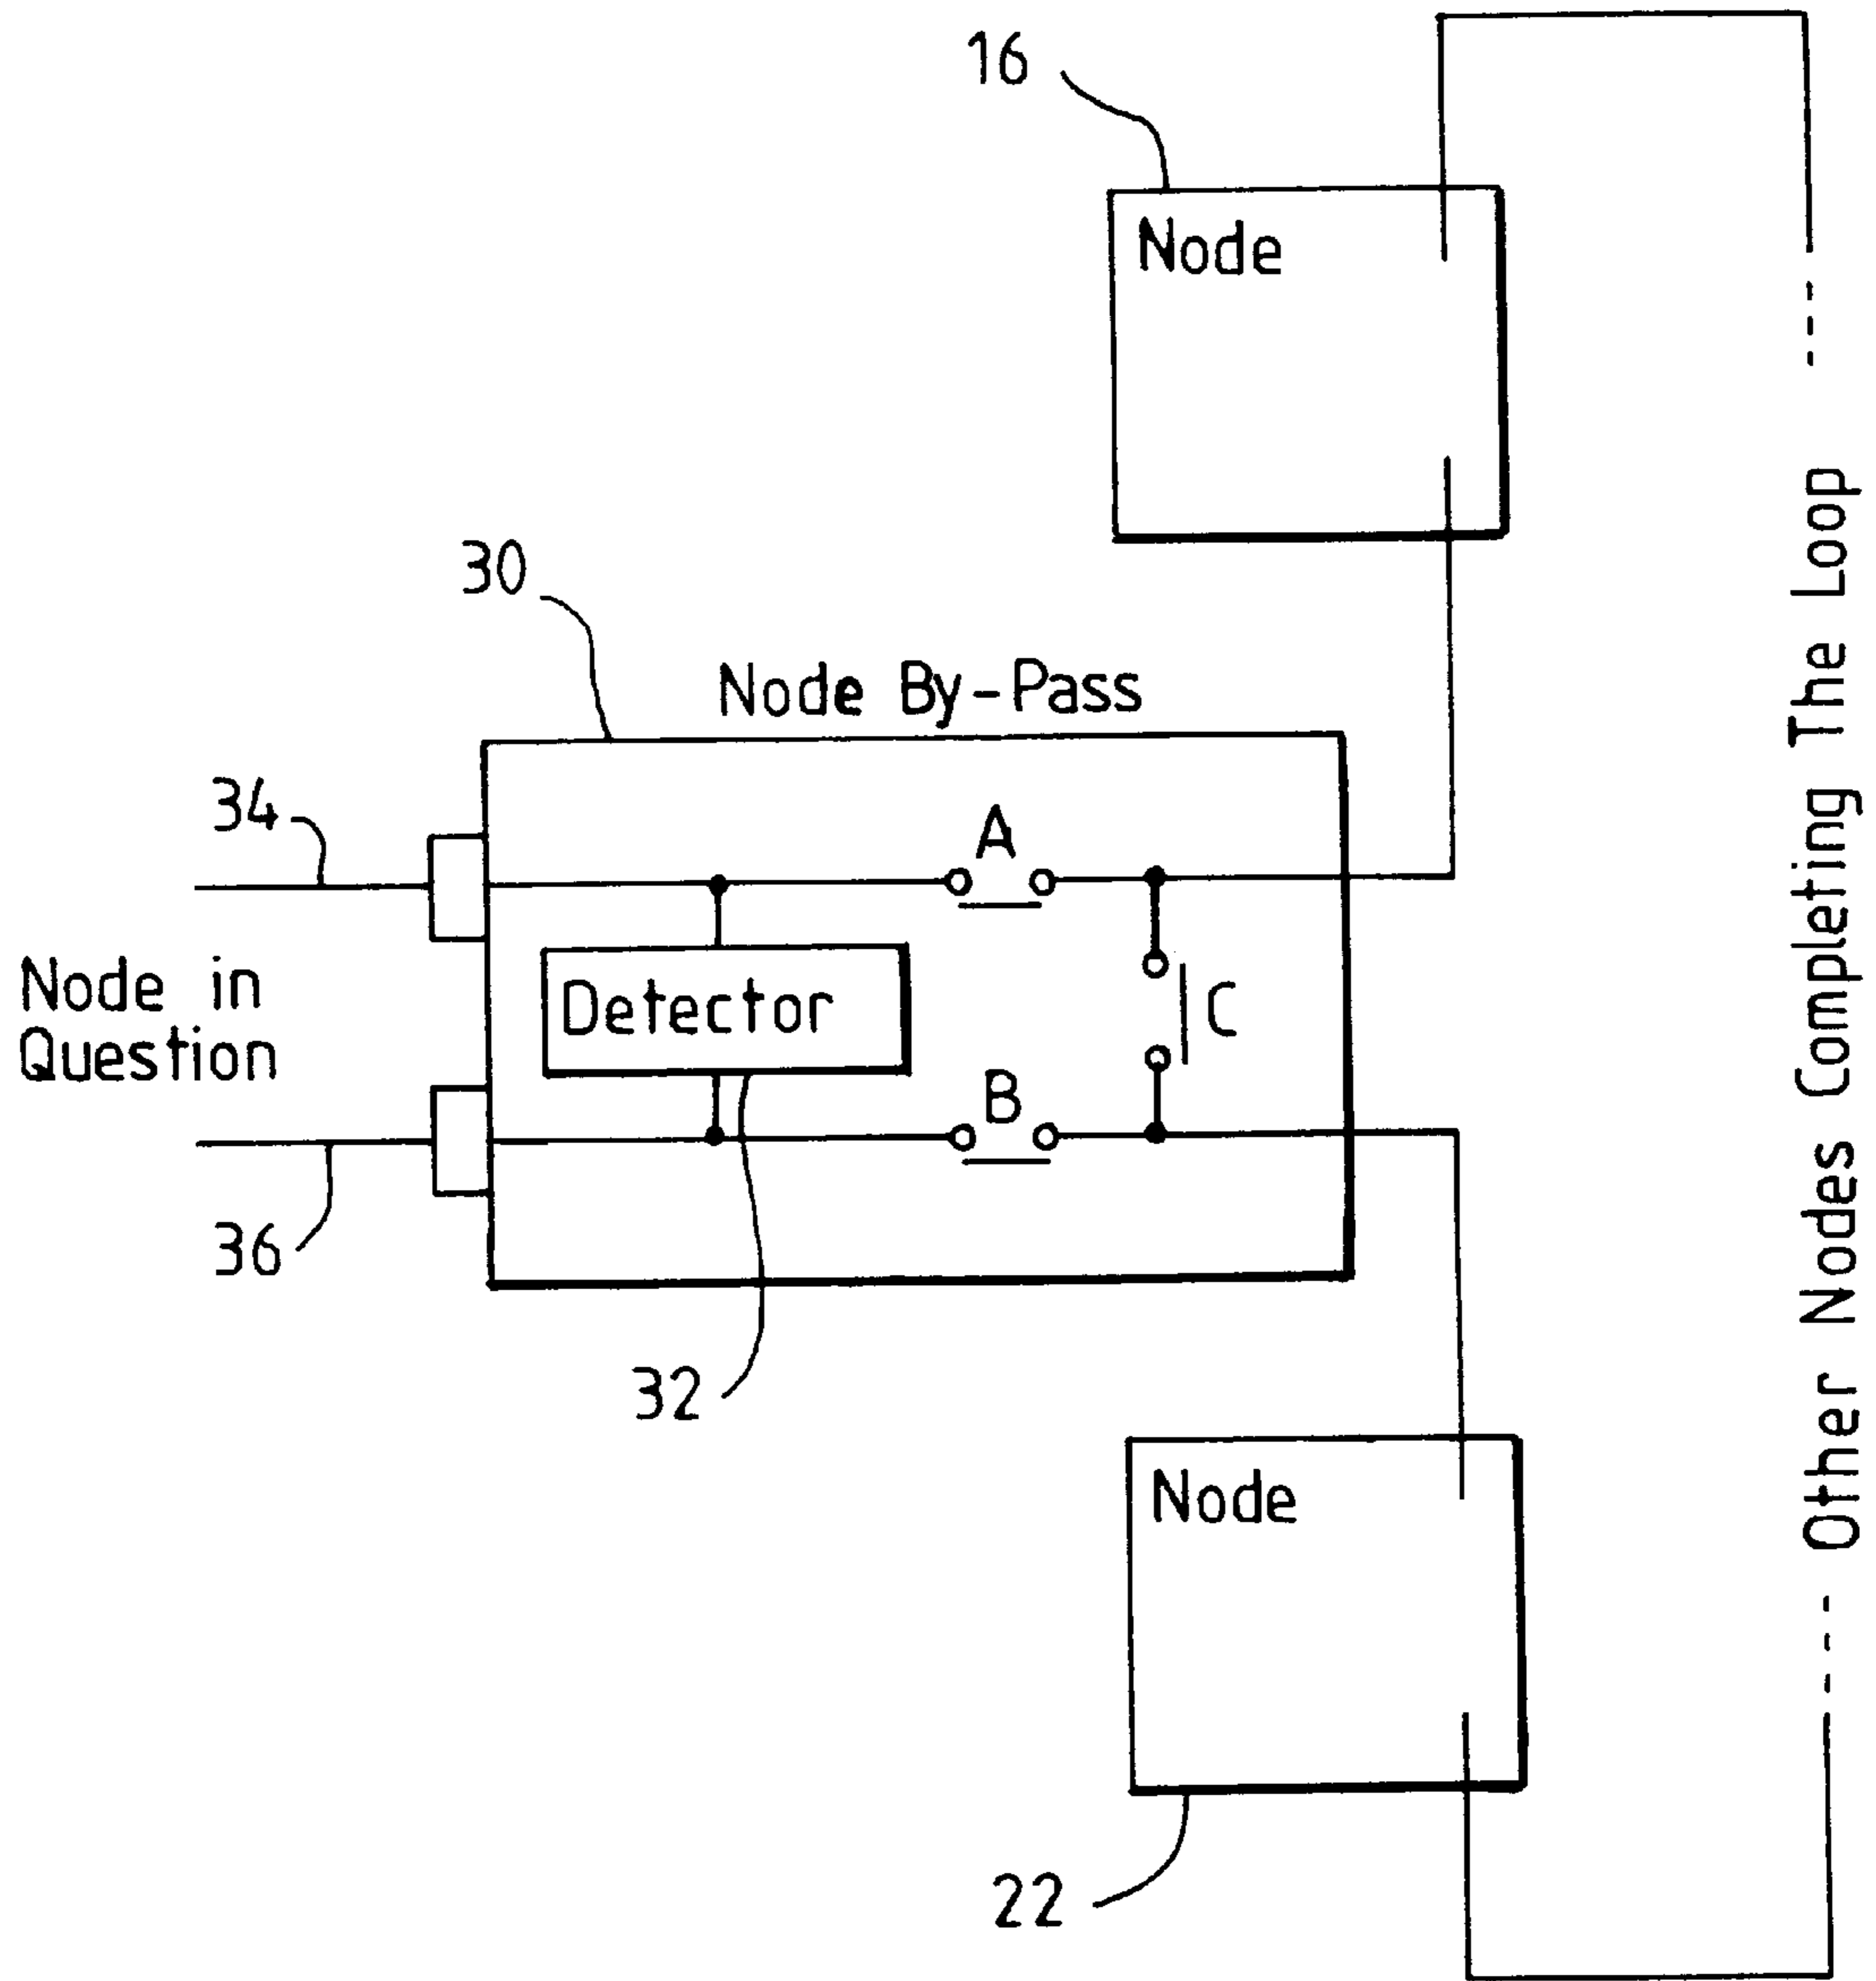 16
Node
30
Node By-Pass
34
A
Node in
Question
Detector
C
B
36
32
Node
22
Other Nodes Completing The Loop